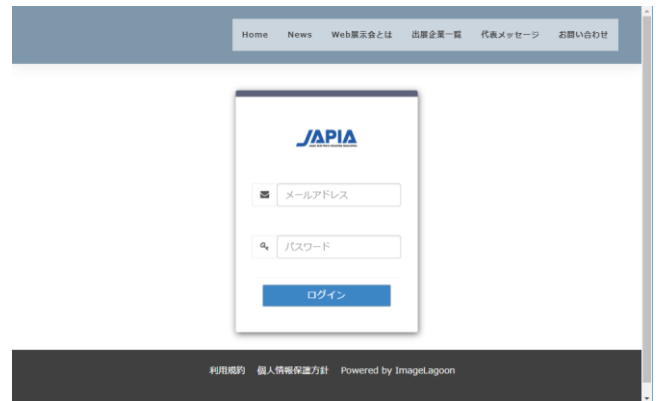 Home News Web展示会とは 出展企業一覧 代表メッセージ お問い合わせ
JAPIA
メールアドレス
パスワード
ログイン
利用規約 個人情報保護方針 Powered by ImageLagoon